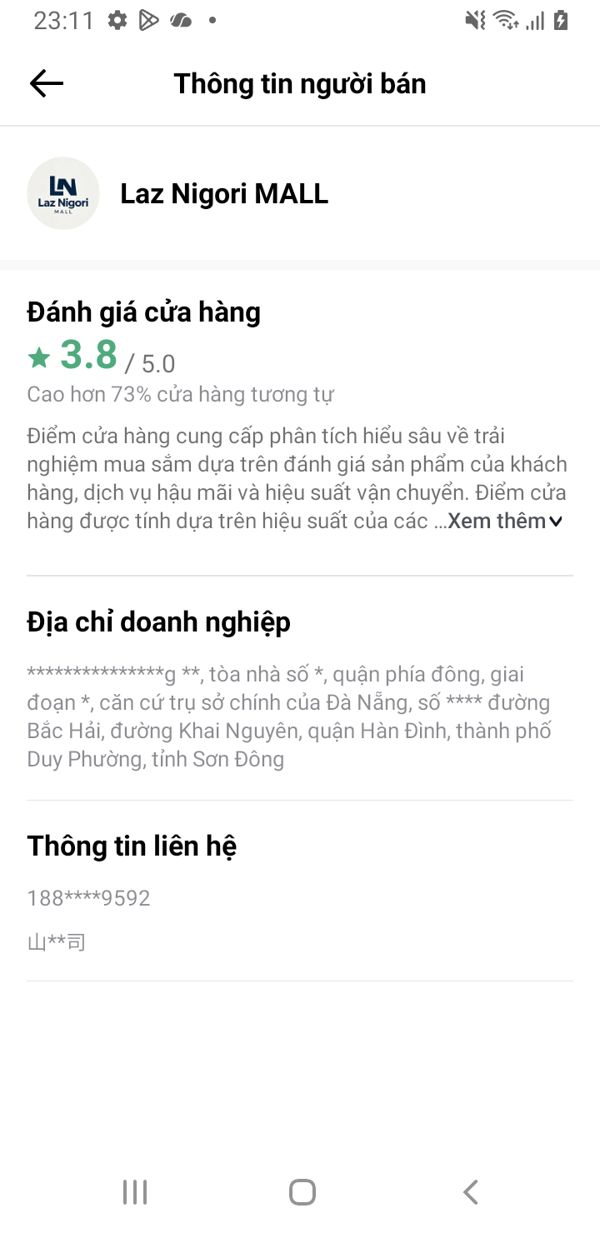 23:11
Thông tin người bán
LN
Laz Nigori
MALL
Laz Nigori MALL
Đánh giá cửa hàng
3.8 / 5.0
Cao hơn 73% cửa hàng tương tự
Điểm cửa hàng cung cấp phân tích hiểu sâu về trải
nghiệm mua sắm dựa trên đánh giá sản phẩm của khách
hàng, dịch vụ hậu mãi và hiệu suất vận chuyển. Điểm cửa
hàng được tính dựa trên hiệu suất của các ...Xem thêm
Địa chỉ doanh nghiệp
***************g **, tòa nhà số *, quận phía đông, giai
đoạn *, căn cứ trụ sở chính của Đà Nẵng, số **** đường
Bắc Hải, đường Khai Nguyên, quận Hàn Đình, thành phố
Duy Phường, tỉnh Sơn Đông
Thông tin liên hệ
188****9592
山**司